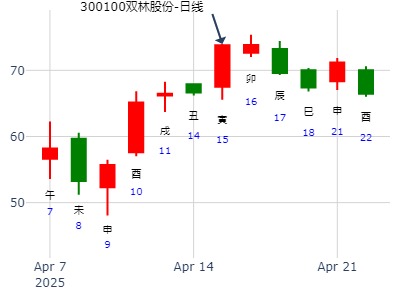 300100双林股份-日线
70
60
50
午
7
未
8
申
9
酉
10
戌
11
丑
14
寅
15
卯
16
辰
17
巳
18
申
21
酉
22
Apr 7
2025
Apr 14
Apr 21